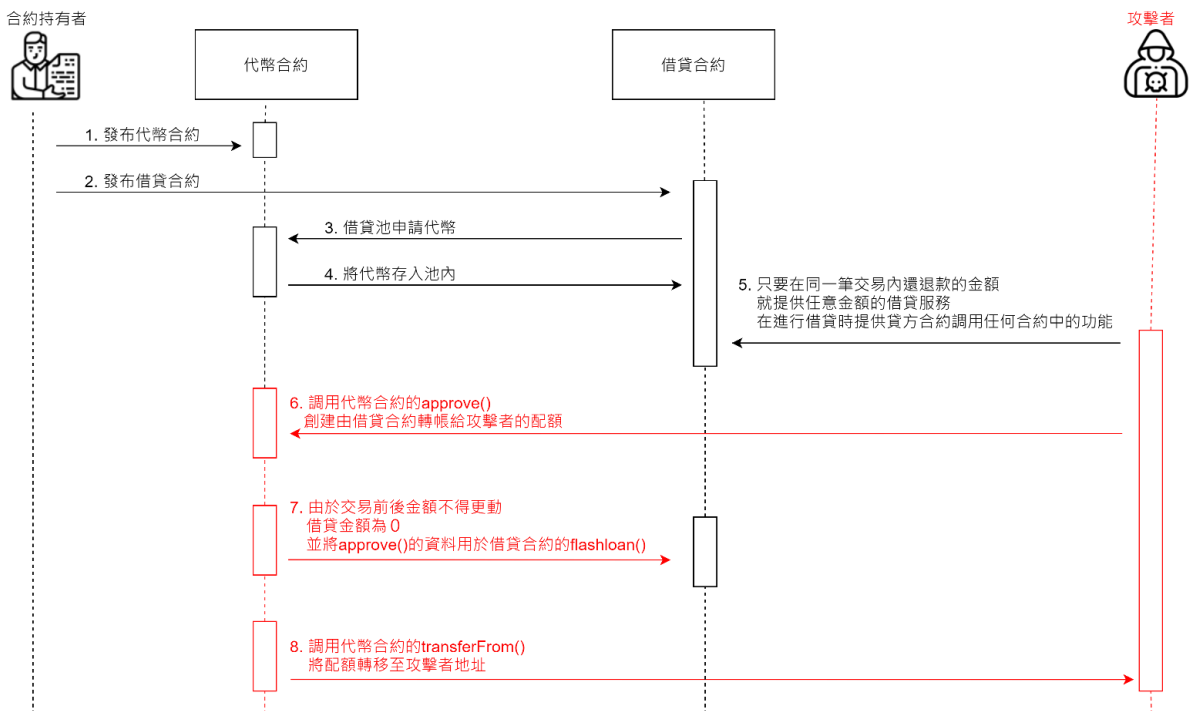 合約持有者
攻擊者
代幣合約
借貸合約
1. 發布代幣合約
2. 發布借貸合約
3. 借貸池申請代幣
4. 將代幣存入池內
5. 只要在同一筆交易內還退款的金額
就提供任意金額的借貸服務
在進行借貸時提供貸方合約調用任何合約中的功能
6. 調用代幣合約的approve()
創建由借貸合約轉帳給攻擊者的配額
7. 由於交易前後金額不得更動
借貸金額為０
並將approve()的資料用於借貸合約的flashloan()
8. 調用代幣合約的transferFrom()
將配額轉移至攻擊者地址